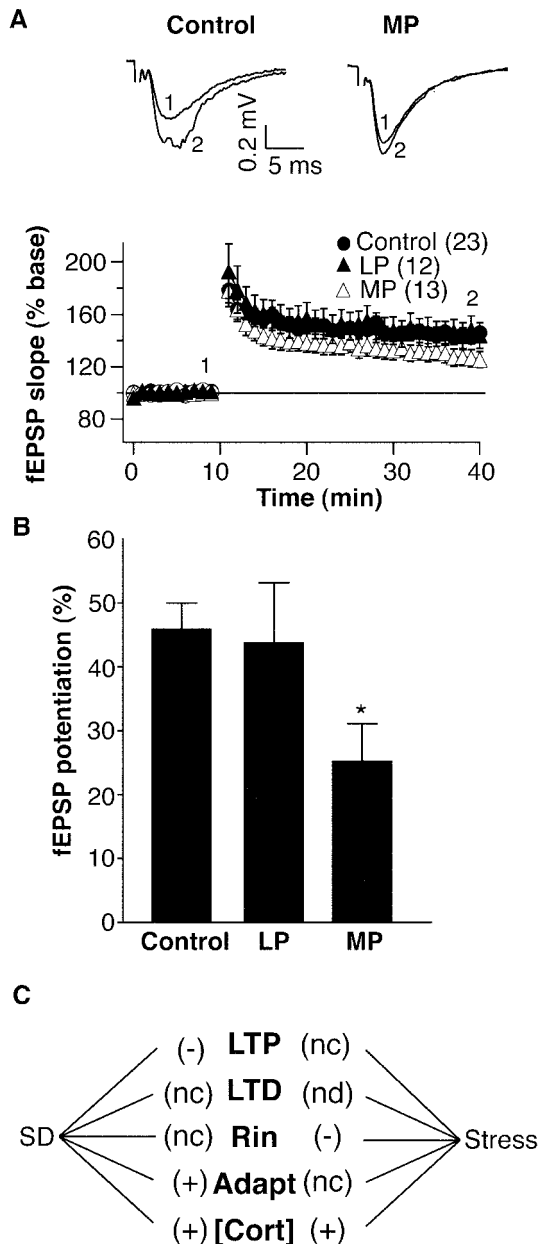 A
Control MP
1
2
0.2 mV
5 ms
1
2
fEPSP slope (% base)
200
160
120
80
Control (23)
LP (12)
MP (13)
1
2
0 10 20 30 40
Time (min)
B
fEPSP potentiation (%)
60
50
40
30
20
10
0
*
Control LP MP
C
(-) LTP (nc)
(nc) LTD (nd)
SD (nc) Rin (-) Stress
(+) Adapt (nc)
(+) [Cort] (+)